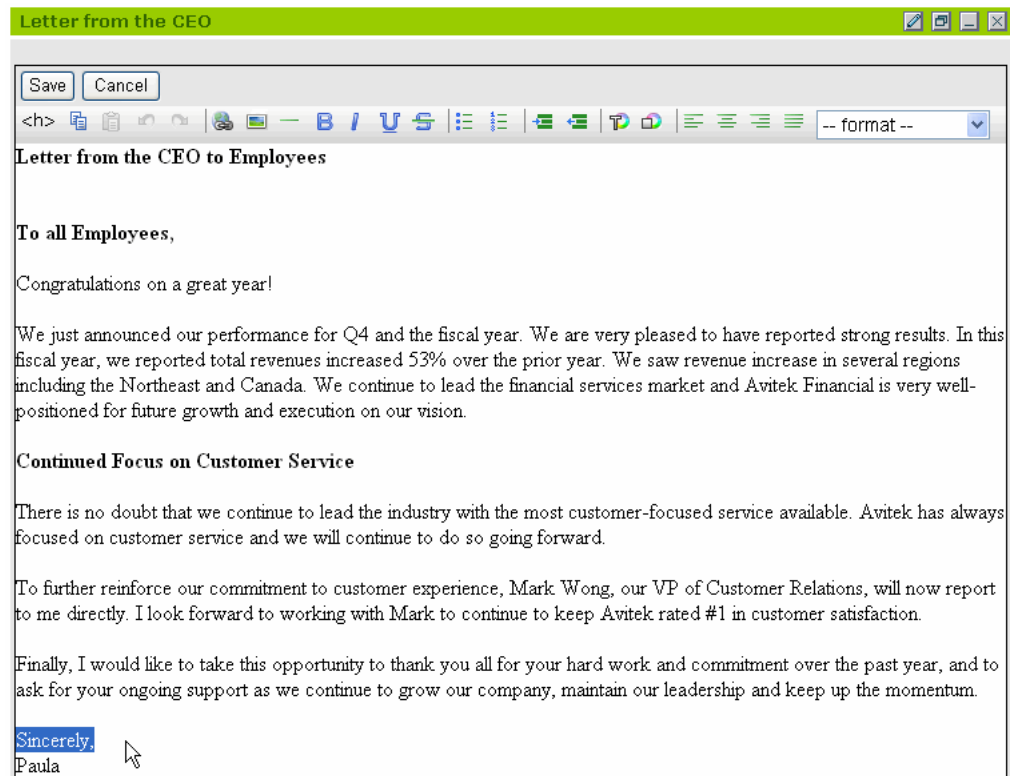 Letter from the CEO
Save Cancel
<h> B I U S -- format --
Letter from the CEO to Employees
To all Employees,
Congratulations on a great year!
We just announced our performance for Q4 and the fiscal year. We are very pleased to have reported strong results. In this
fiscal year, we reported total revenues increased 53% over the prior year. We saw revenue increase in several regions
including the Northeast and Canada. We continue to lead the financial services market and Avitek Financial is very well-
positioned for future growth and execution on our vision.
Continued Focus on Customer Service
There is no doubt that we continue to lead the industry with the most customer-focused service available. Avitek has always
focused on customer service and we will continue to do so going forward.
To further reinforce our commitment to customer experience, Mark Wong, our VP of Customer Relations, will now report
to me directly. I look forward to working with Mark to continue to keep Avitek rated #1 in customer satisfaction.
Finally, I would like to take this opportunity to thank you all for your hard work and commitment over the past year, and to
ask for your ongoing support as we continue to grow our company, maintain our leadership and keep up the momentum.
Sincerely,
Paula